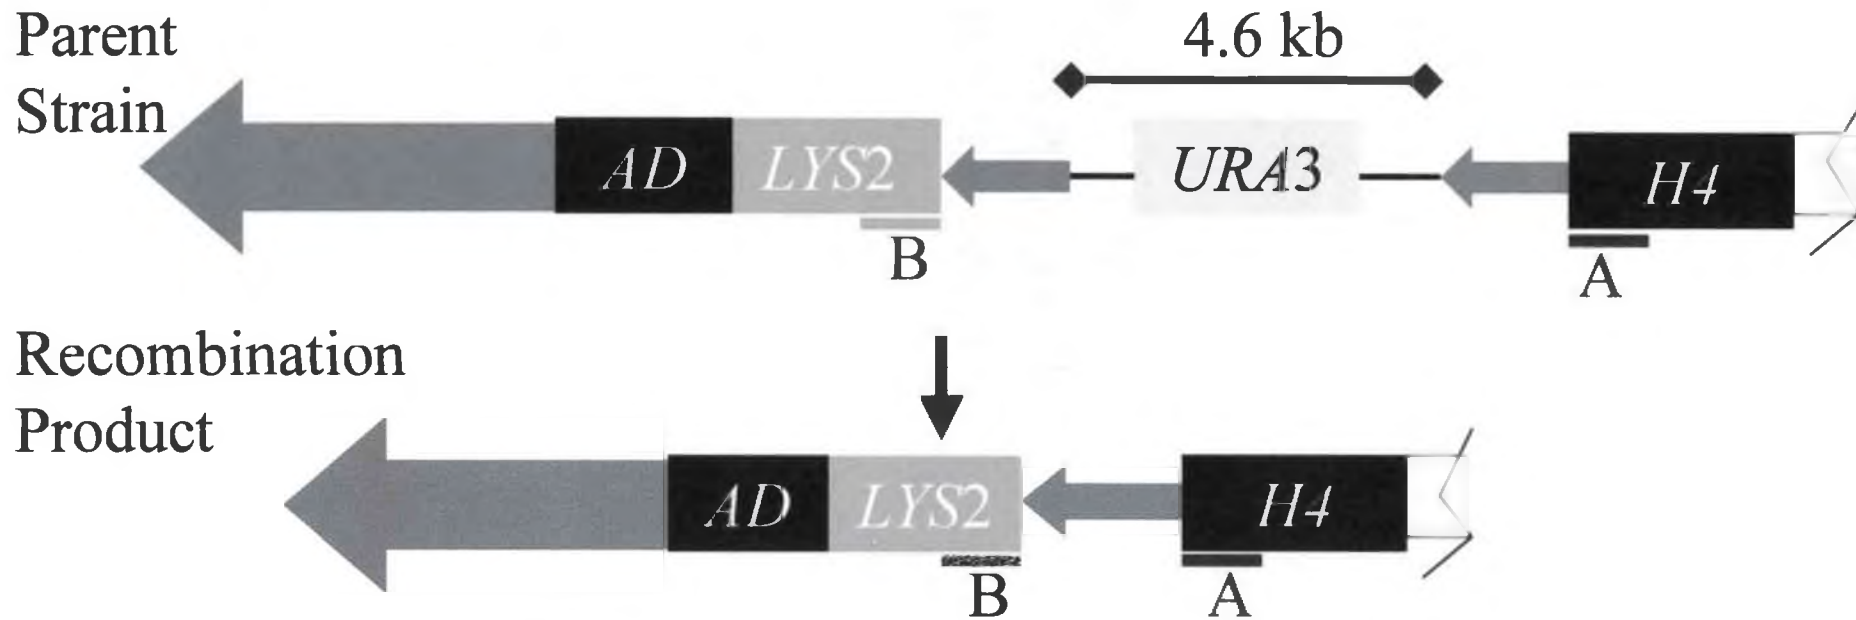 Parent
Strain
4.6 kb
AD LYS2 URA3 H4
B A
Recombination
Product
AD LYS2 H4
B A